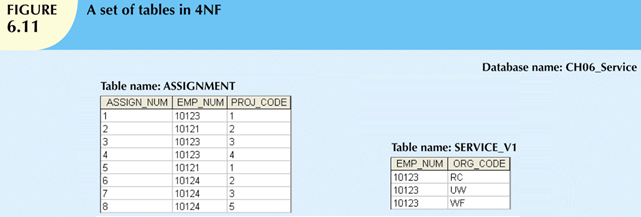 FIGURE
6.11
A set of tables in 4NF
Database name: CH06_Service
Table name: ASSIGNMENT
ASSIGN_NUM EMP_NUM PROJ_CODE
1 10123 1
2 10121 2
3 10123 3
4 10123 4
5 10121 1
6 10124 2
7 10124 3
8 10124 5
Table name: SERVICE_V1
EMP_NUM ORG_CODE
10123 RC
10123 UW
10123 WF